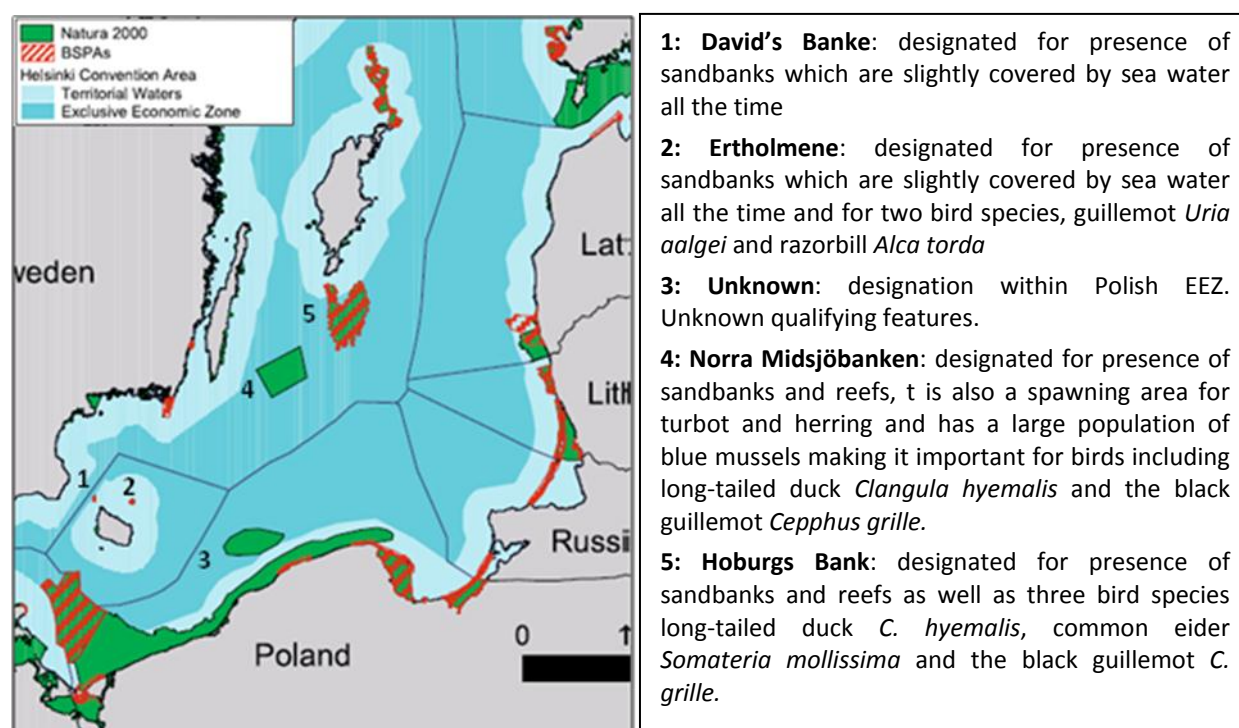 Natura 2000
BSPAs
Helsinki Convention Area
Territorial Waters
Exclusive Economic Zone
weden
Lat
5
4
Lith
1
2
3
Russi
Poland
0
1: David's Banke: designated for presence of
sandbanks which are slightly covered by sea water
all the time
2: Ertholmene: designated for presence of
sandbanks which are slightly covered by sea water
all the time and for two bird species, guillemot Uria
aalgei and razorbill Alca torda
3: Unknown: designation within Polish EEZ.
Unknown qualifying features.
4: Norra Midsjöbanken: designated for presence of
sandbanks and reefs, t is also a spawning area for
turbot and herring and has a large population of
blue mussels making it important for birds including
long-tailed duck Clangula hyemalis and the black
guillemot Cepphus grille.
5: Hoburgs Bank: designated for presence of
sandbanks and reefs as well as three bird species
long-tailed duck C. hyemalis, common eider
Somateria mollissima and the black guillemot C.
grille.